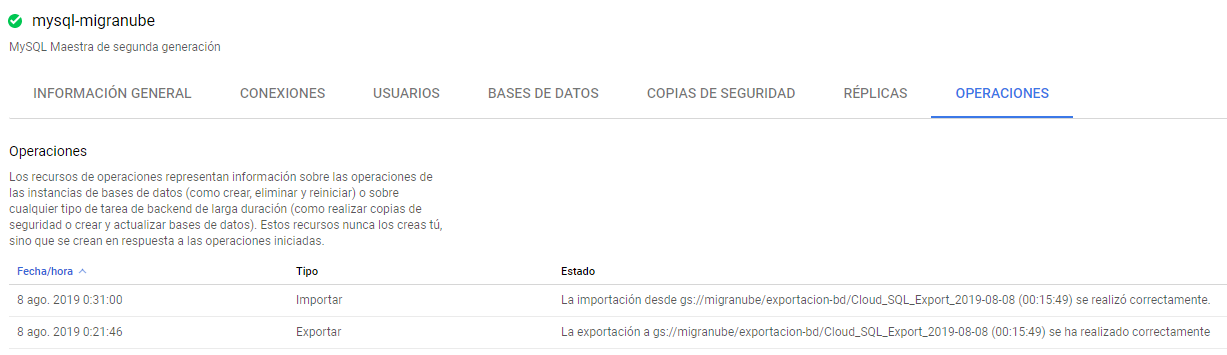 mysql-migranube
MySQL Maestra de segunda generación
INFORMACIÓN GENERAL CONEXIONES USUARIOS BASES DE DATOS COPIAS DE SEGURIDAD RÉPLICAS OPERACIONES
Operaciones
Los recursos de operaciones representan información sobre las operaciones de
las instancias de bases de datos (como crear, eliminar y reiniciar) o sobre
cualquier tipo de tarea de backend de larga duración (como realizar copias de
seguridad o crear y actualizar bases de datos). Estos recursos nunca los creas tú,
sino que se crean en respuesta a las operaciones iniciadas.
Fecha/hora Tipo Estado
8 ago. 2019 0:31:00 Importar La importación desde gs://migranube/exportacion-bd/Cloud_SQL_Export_2019-08-08 (00:15:49) se realizó correctamente.
8 ago. 2019 0:21:46 Exportar La exportación a gs://migranube/exportacion-bd/Cloud_SQL_Export_2019-08-08 (00:15:49) se ha realizado correctamente